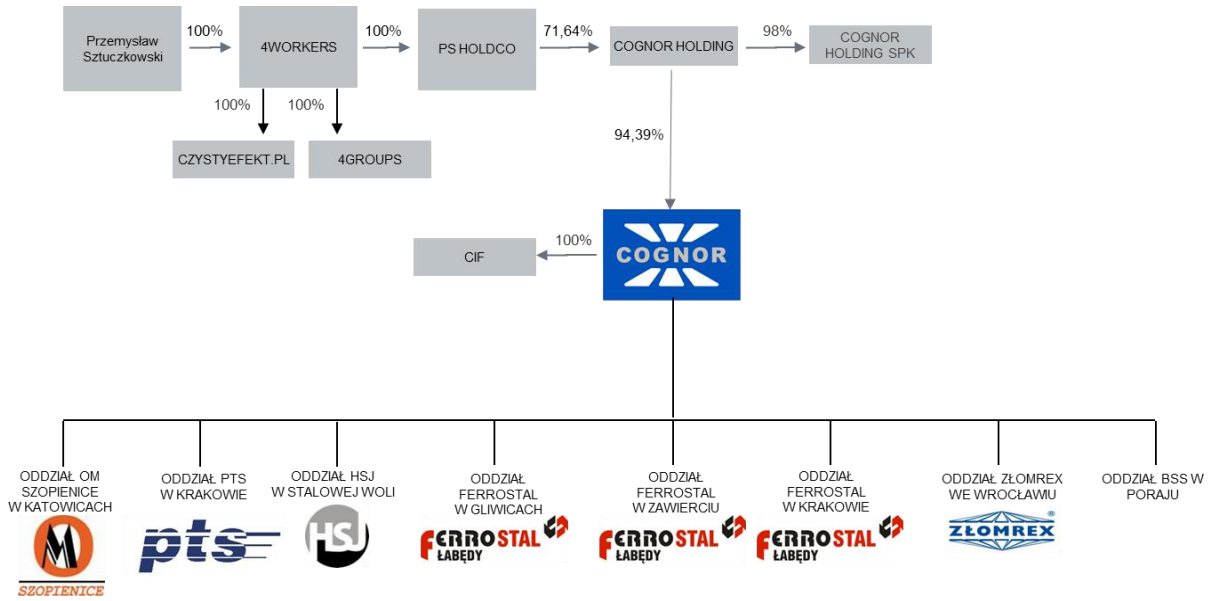 Przemysław
Sztuczkowski
100%
4WORKERS
100%
PS HOLDCO
71,64%
COGNOR HOLDING
98%
COGNOR
HOLDING SPK
100%
100%
94,39%
CZYSTYEFEKT.PL
4GROUPS
CIF
100%
COGNOR
ODDZIAŁ OM
SZOPIENICE
W KATOWICACH
ODDZIAŁ PTS
W KRAKOWIE
ODDZIAŁ HSJ
W STALOWEJ WOLI
ODDZIAŁ
FERROSTAL
W GLIWICACH
ODDZIAŁ
FERROSTAL
W ZAWIERCIU
ODDZIAŁ
FERROSTAL
W KRAKOWIE
ODDZIAŁ ZŁOMREX
WE WROCŁAWIU
ODDZIAŁ BSS W
PORAJU
M
SZOPIENICE
pts
HSJ
FERROSTAL
ŁABĘDY
FERROSTAL
ŁABĘDY
FERROSTAL
ŁABĘDY
ZŁOMREX®